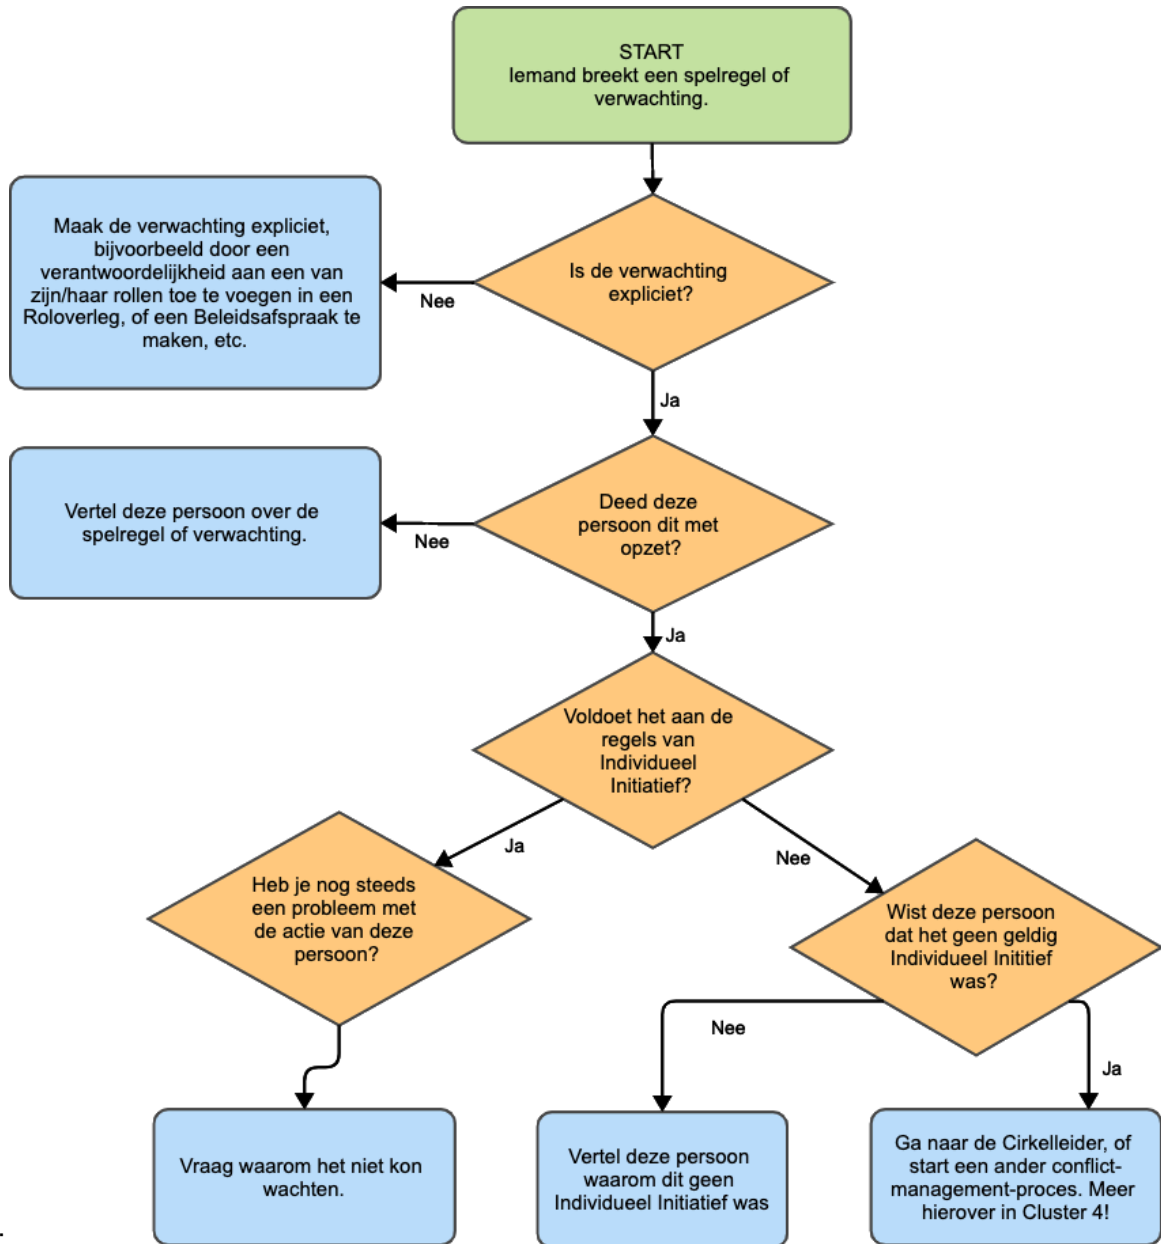 START
Iemand breekt een spelregel of
verwachting.
Is de verwachting
expliciet?
Nee
Maak de verwachting expliciet,
bijvoorbeeld door een
verantwoordelijkheid aan een van
zijn/haar rollen toe te voegen in een
Roloverleg, of een Beleidsafspraak te
maken, etc.
Ja
Deed deze
persoon dit met
opzet?
Nee
Vertel deze persoon over de
spelregel of verwachting.
Ja
Voldoet het aan de
regels van
Individueel
Initiatief?
Ja
Nee
Heb je nog steeds
een probleem met
de actie van deze
persoon?
Wist deze persoon
dat het geen geldig
Individueel Inititief
was?
Nee
Ja
Vraag waarom het niet kon
wachten.
Vertel deze persoon
waarom dit geen
Individueel Initiatief was
Ga naar de Cirkelleider, of
start een ander conflict-
management-proces. Meer
hierover in Cluster 4!
.